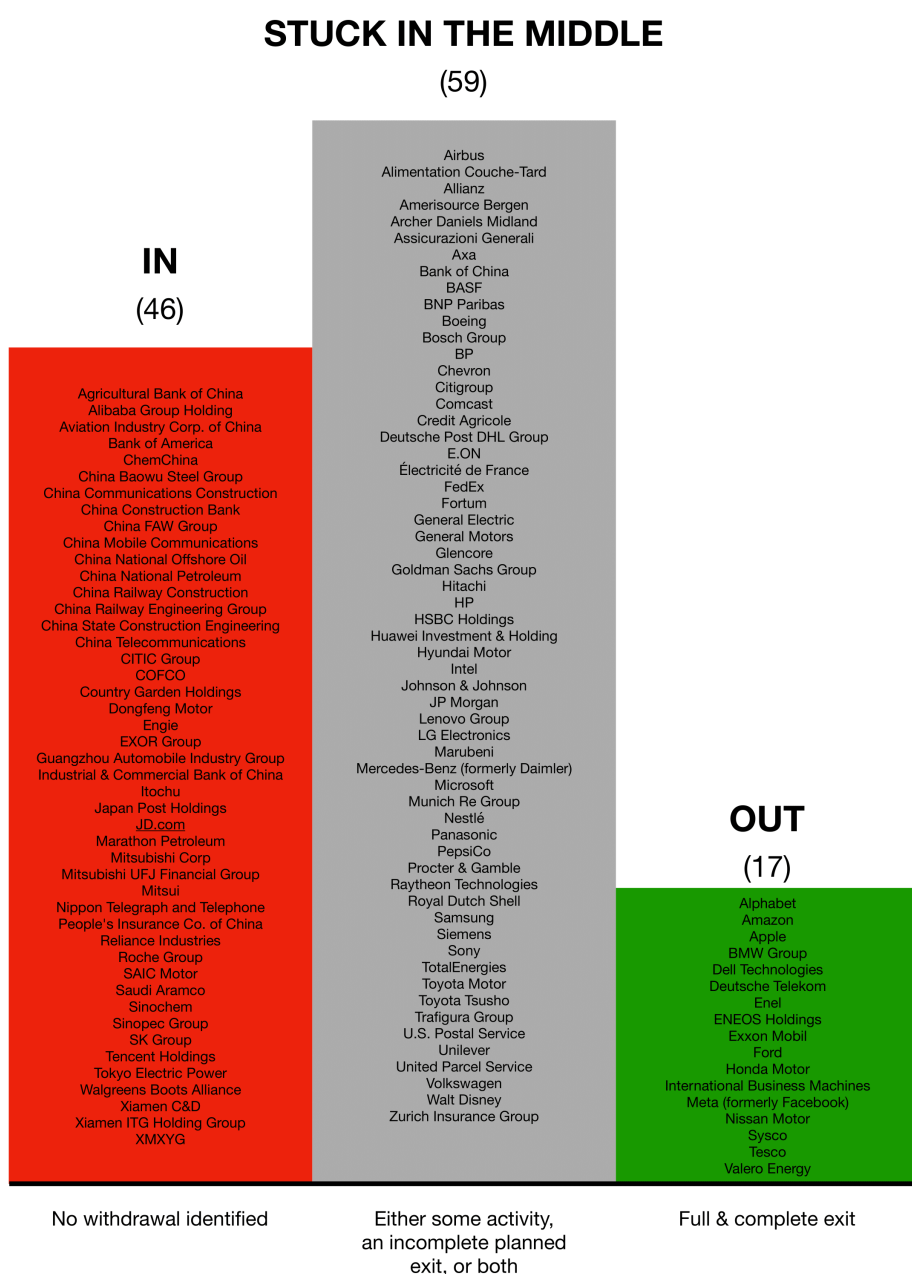 STUCK IN THE MIDDLE
(59)
Airbus
Alimentation Couche-Tard
Allianz
Amerisource Bergen
Archer Daniels Midland
Assicurazioni Generali
Axa
Bank of China
BASF
BNP Paribas
Boeing
Bosch Group
BP
Chevron
Citigroup
Comcast
Credit Agricole
Deutsche Post DHL Group
E.ON
Électricité de France
FedEx
Fortum
General Electric
General Motors
Glencore
Goldman Sachs Group
Hitachi
HP
HSBC Holdings
Huawei Investment & Holding
Hyundai Motor
Intel
Johnson & Johnson
JP Morgan
Lenovo Group
LG Electronics
Marubeni
Mercedes-Benz (formerly Daimler)
Microsoft
Munich Re Group
Nestlé
Panasonic
PepsiCo
Procter & Gamble
Raytheon Technologies
Royal Dutch Shell
Samsung
Siemens
Sony
TotalEnergies
Toyota Motor
Toyota Tsusho
Trafigura Group
U.S. Postal Service
Unilever
United Parcel Service
Volkswagen
Walt Disney
Zurich Insurance Group
IN
(46)
Agricultural Bank of China
Alibaba Group Holding
Aviation Industry Corp. of China
Bank of America
ChemChina
China Baowu Steel Group
China Communications Construction
China Construction Bank
China FAW Group
China Mobile Communications
China National Offshore Oil
China National Petroleum
China Railway Construction
China Railway Engineering Group
China State Construction Engineering
China Telecommunications
CITIC Group
COFCO
Country Garden Holdings
Dongfeng Motor
Engie
EXOR Group
Guangzhou Automobile Industry Group
Industrial & Commercial Bank of China
Itochu
Japan Post Holdings
JD.com
Marathon Petroleum
Mitsubishi Corp
Mitsubishi UFJ Financial Group
Mitsui
Nippon Telegraph and Telephone
People's Insurance Co. of China
Reliance Industries
Roche Group
SAIC Motor
Saudi Aramco
Sinochem
Sinopec Group
SK Group
Tencent Holdings
Tokyo Electric Power
Walgreens Boots Alliance
Xiamen C&D
Xiamen ITG Holding Group
XMXYG
OUT
(17)
Alphabet
Amazon
Apple
BMW Group
Dell Technologies
Deutsche Telekom
Enel
ENEOS Holdings
Exxon Mobil
Ford
Honda Motor
International Business Machines
Meta (formerly Facebook)
Nissan Motor
Sysco
Tesco
Valero Energy
No withdrawal identified
Either some activity,
an incomplete planned
exit, or both
Full & complete exit